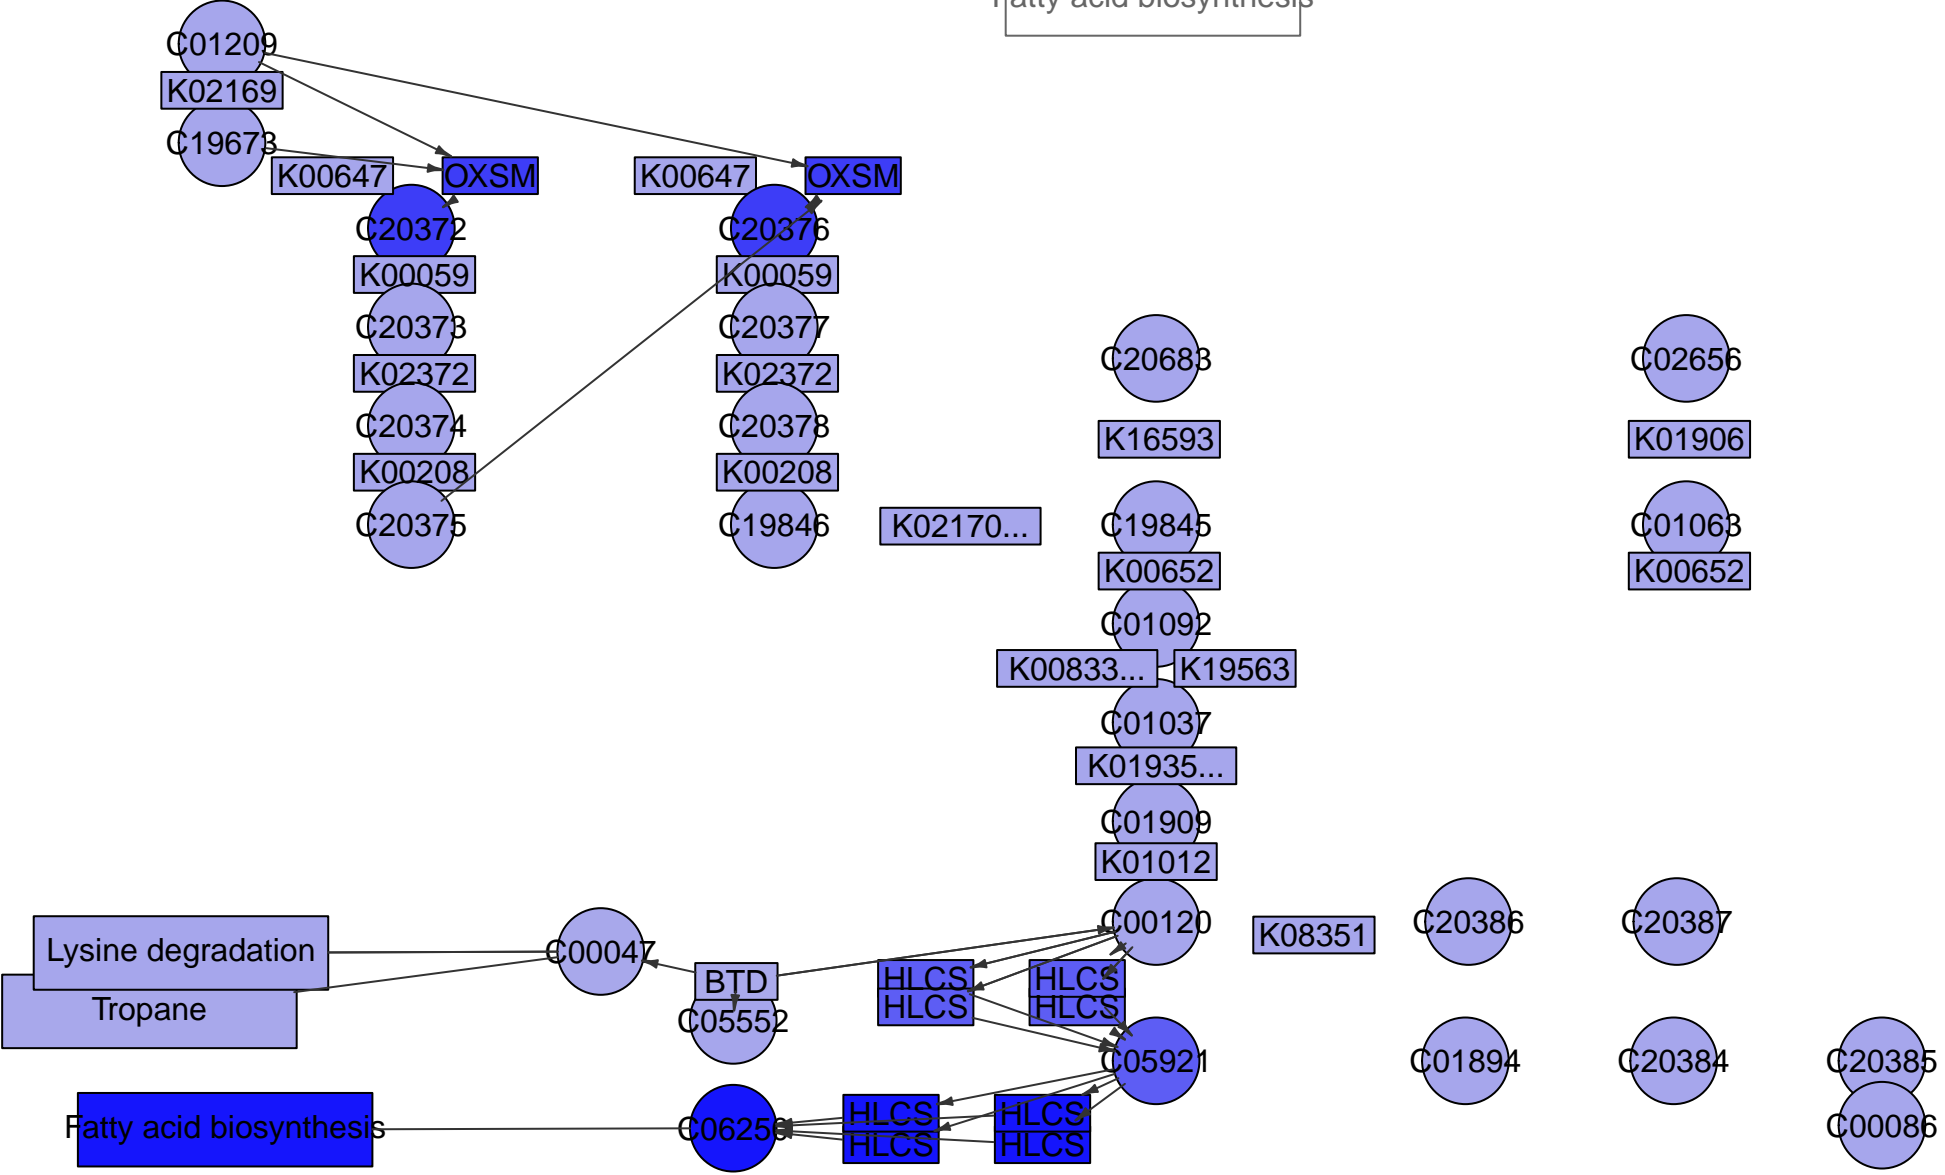 Fatty acid biosynthesis
C01209
K02169
C19673
K00647
OXSM
K00647
OXSM
C20372
C20376
K00059
K00059
C20373
C20377
C20683
C02656
K02372
K02372
C20374
C20378
K16593
K01906
K00208
K00208
C20375
C19846
K02170...
C19845
C01063
K00652
K00652
C01092
K00833...
K19563
C01037
K01935...
C01909
K01012
C00120
K08351
C20386
C20387
Lysine degradation
C00047
BTD
HLCS
HLCS
Tropane
HLCS
HLCS
C05552
C05921
C01894
C20384
C20385
Fatty acid biosynthesis
C06250
HLCS
HLCS
HLCS
HLCS
C00086